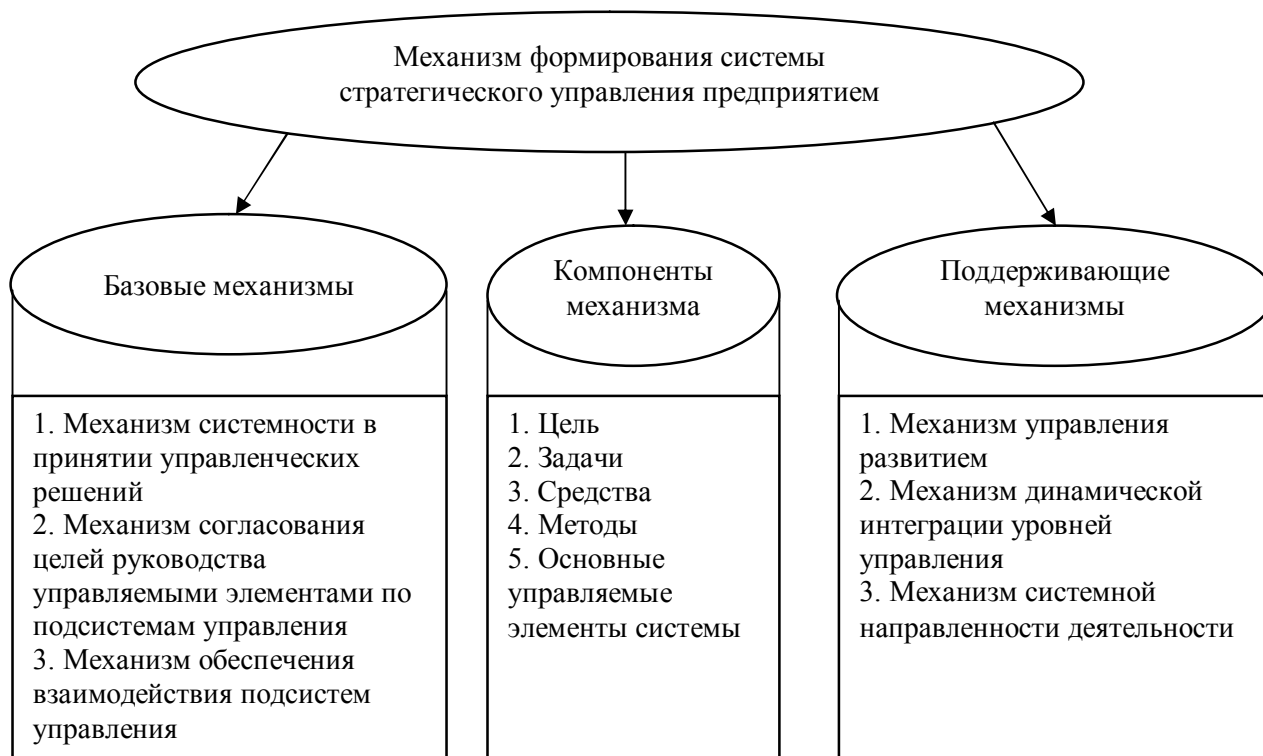 Механизм формирования системы
стратегического управления предприятием
Базовые механизмы
Компоненты
механизма
Поддерживающие
механизмы
1. Механизм системности в
принятии управленческих
решений
2. Механизм согласования
целей руководства
управляемыми элементами по
подсистемам управления
3. Механизм обеспечения
взаимодействия подсистем
управления
1. Цель
2. Задачи
3. Средства
4. Методы
5. Основные
управляемые
элементы системы
1. Механизм управления
развитием
2. Механизм динамической
интеграции уровней
управления
3. Механизм системной
направленности деятельности